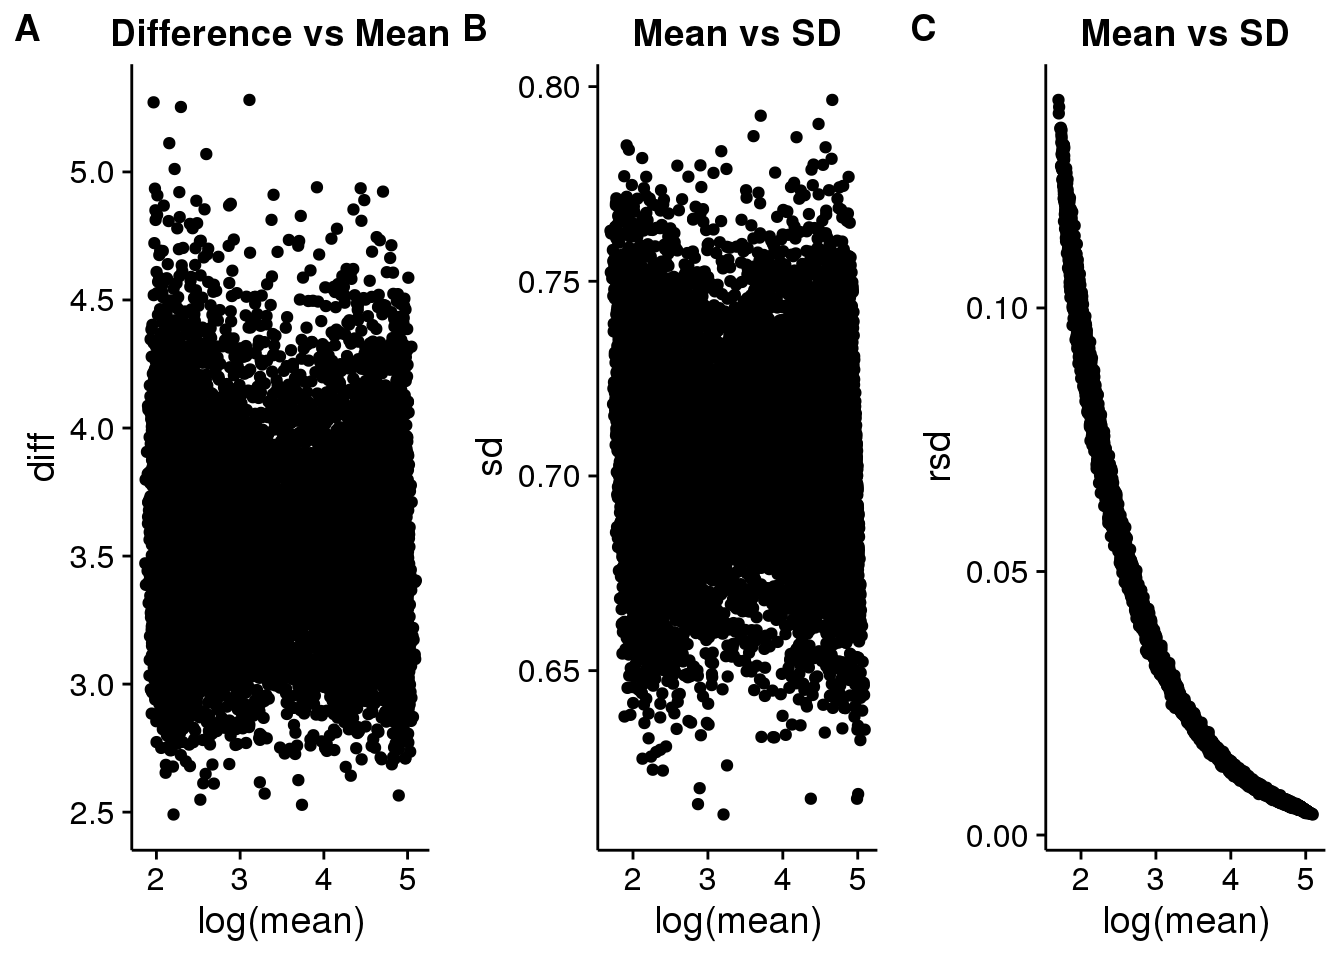 A
Difference vs Mean
diff
5.0
4.5
4.0
3.5
3.0
2.5
2 3 4 5
log(mean)
B
Mean vs SD
sd
0.80
0.75
0.70
0.65
2 3 4 5
log(mean)
C
Mean vs SD
rsd
0.10
0.05
0.00
2 3 4 5
log(mean)